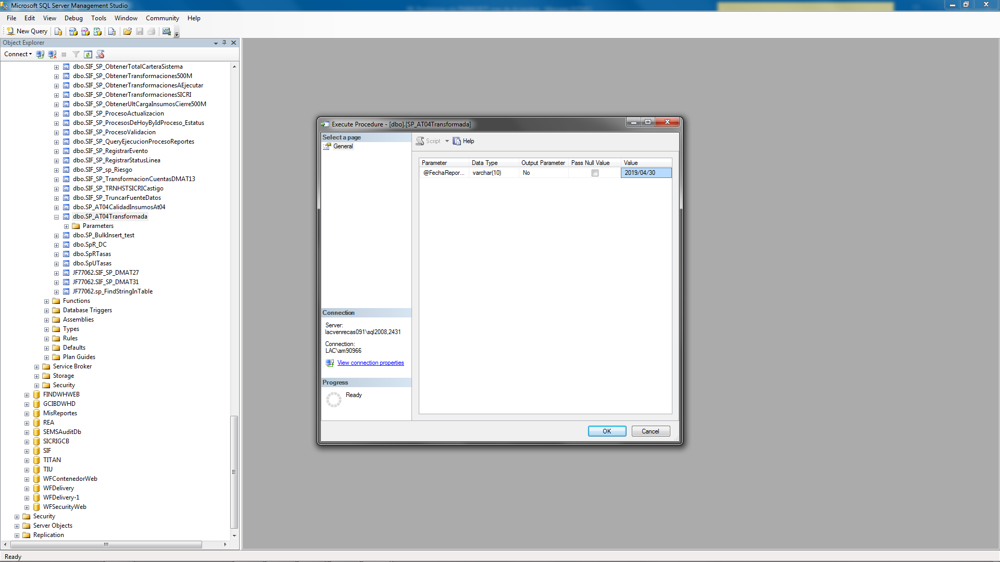 Microsoft SQL Server Management Studio
File Edit View Debug Tools Window Community Help
New Query
Object Explorer
Connect
dbo.SIF_SP_ObtenerTotalCarteraSistema
dbo.SIF_SP_ObtenerTransformaciones500M
dbo.SIF_SP_ObtenerTransformacionesAEjecutar
dbo.SIF_SP_ObtenerTransformacionesSICRI
dbo.SIF_SP_ObtenerUltCargaInsumosCierre500M
dbo.SIF_SP_ProcesoActualizacion
dbo.SIF_SP_ProcesosDeHoyByIdProceso_Estatus
dbo.SIF_SP_ProcesoValidacion
dbo.SIF_SP_QueryEjecucionProcesoReportes
dbo.SIF_SP_RegistrarEvento
dbo.SIF_SP_RegistrarStatusLinea
dbo.SIF_SP_sp_Riesgo
dbo.SIF_SP_TransformacionCuentasDMAT13
dbo.SIF_SP_TRNHSTSICRICastigo
dbo.SIF_SP_TruncarFuenteDatos
dbo.SP_AT04CalidadInsumosAt04
dbo.SP_AT04Transformada
Parameters
dbo.SP_BulkInsert_test
dbo.SpR_DC
dbo.SpRTasas
dbo.SpUTasas
JF77062.SIF_SP_DMAT27
JF77062.SIF_SP_DMAT31
JF77062.sp_FindStringInTable
Functions
Database Triggers
Assemblies
Types
Rules
Defaults
Plan Guides
Service Broker
Storage
Security
FINDWHWEB
GCIBDWHD
MisReportes
REA
SEMSAuditDb
SICRIGCB
SIF
TITAN
TIU
WFContenedorWeb
WFDelivery
WFDelivery-1
WFSecurityWeb
Security
Server Objects
Replication
Ready
Execute Procedure - [dbo].[SP_AT04Transformada]
Select a page
General
Script Help
Parameter Data Type Output Parameter Pass Null Value Value
@FechaRepor... varchar(10) No 2019/04/30
Connection
Server:
lacvenrecas091\sql2008,2431
Connection:
LAC\am90966
View connection properties
Progress
Ready
OK Cancel